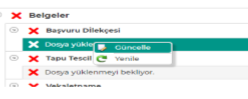 Belgeler
Başvuru Dilekçesi
Dosya yükle
Güncelle
Tapu Tescil
Yenile
Dosya yüklenmeyi bekliyor.
Vekaletname